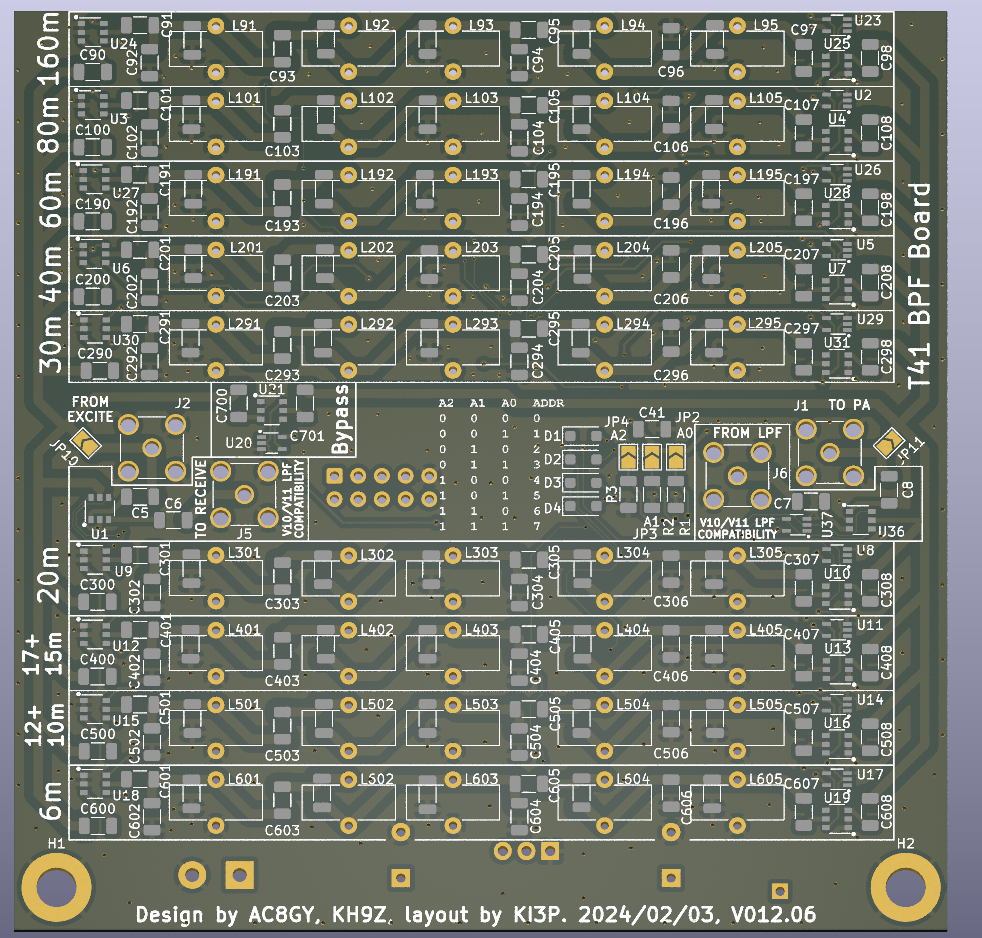 160m
C91
L91
L92
L93
C95
L94
L95
C97
U23
U24
C90
C92
C93
C94
C96
U25
C98
80m
C101
L101
L102
L103
C105
L104
L105
C107
U2
U3
C100
C102
C103
C104
C106
U4
C108
60m
C191
L191
L192
L193
C195
L194
L195
C197
U26
U27
C190
C192
C193
C194
C196
U28
C198
40m
C201
L201
L202
L203
C205
L204
L205
C207
U5
U6
C200
C202
C203
C204
C206
U7
C208
30m
C291
L291
L292
L293
C295
L294
L295
C297
U29
U30
C290
C292
C293
C294
C296
U31
C298
T41 BPF Board
FROM
EXCITE
J2
JP10
C700
U21
U20
C701
Bypass
A2 A1 A0 ADDR
0 0 0 0
0 0 1 1
0 1 0 2
0 1 1 3
1 0 0 4
1 0 1 5
1 1 0 6
1 1 1 7
D1
D2
D3
D4
JP4
C41
JP2
A2
A0
R3
A1
R2
R1
JP3
FROM LPF
J6
V10/V11 LPF
COMPATIBILITY
J1
TO PA
JP11
C8
C7
U37
U36
U1
C5
C6
TO RECEIVE
J5
V10/V11 LPF
COMPATIBILITY
20m
C301
L301
L302
L303
C305
L304
L305
C307
U8
U9
C300
C302
C303
C304
C306
U10
C308
17+
15m
C401
L401
L402
L403
C405
L404
L405
C407
U11
U12
C400
C402
C403
C404
C406
U13
C408
12+
10m
C501
L501
L502
L503
C505
L504
L505
C507
U14
U15
C500
C502
C503
C504
C506
U16
C508
6m
C601
L601
L602
L603
C605
L604
L605
C607
U17
U18
C600
C602
C603
C604
C606
U19
C608
H1
H2
Design by AC8GY, KH9Z, layout by KI3P. 2024/02/03, V012.06